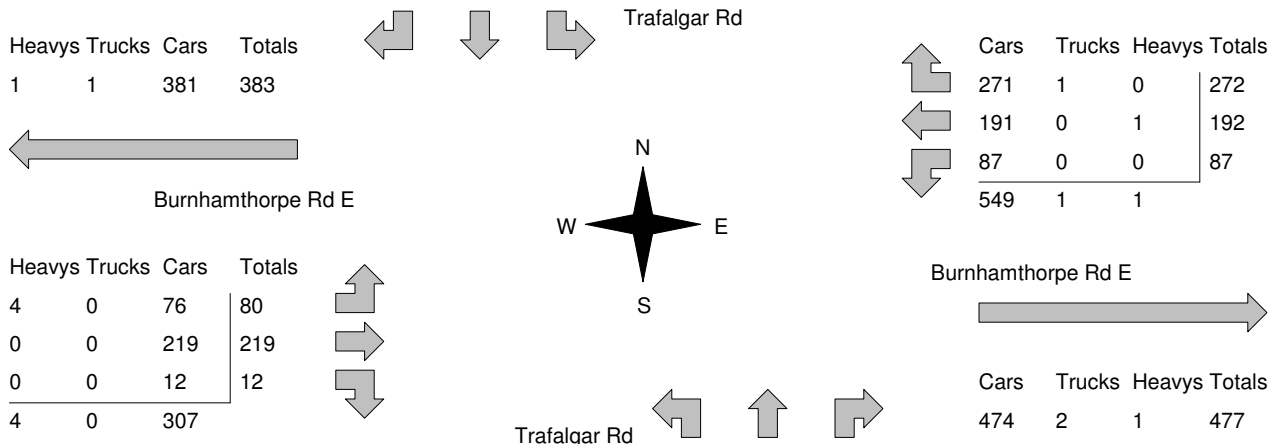 Trafalgar Rd
Heavys Trucks Cars Totals
1 1 381 383
Cars Trucks Heavys Totals
271 1 0 272
191 0 1 192
87 0 0 87
549 1 1
Burnhamthorpe Rd E
N
W E
S
Heavys Trucks Cars Totals
4 0 76 80
0 0 219 219
0 0 12 12
4 0 307
Burnhamthorpe Rd E
Cars Trucks Heavys Totals
474 2 1 477
Trafalgar Rd